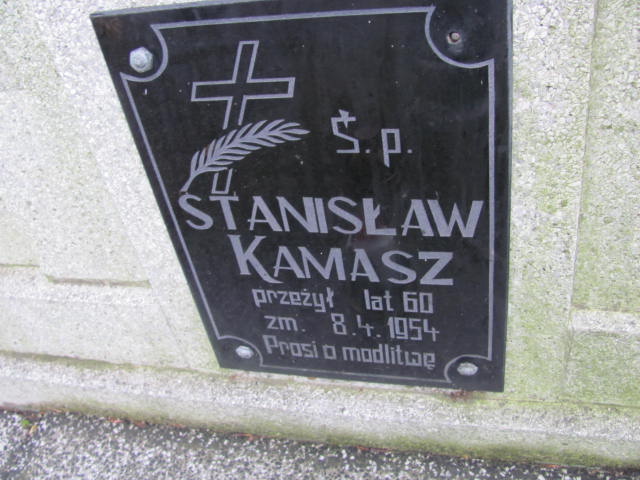 Ś.p.
STANISŁAW
KAMASZ
przeżył lat 60
zm. 8.4.1954
Prosi o modlitwę